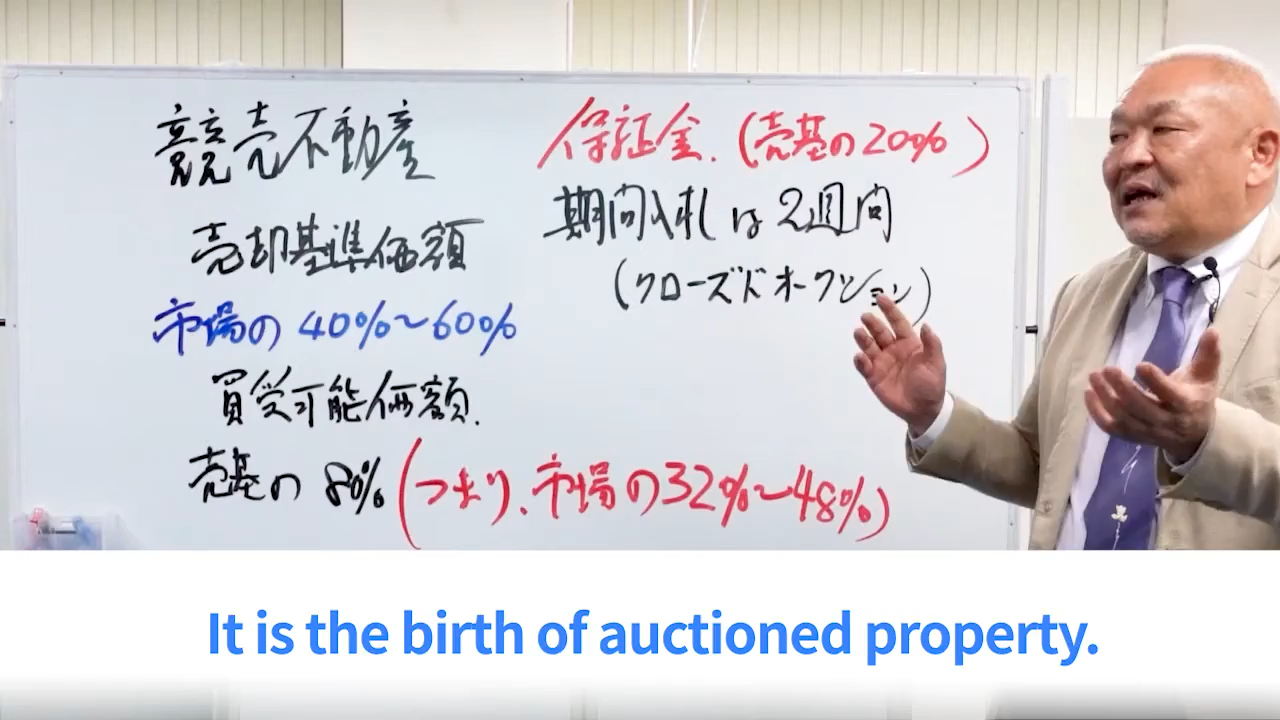 競売不動産
売却基準価額
市場の40%〜60%
買受可能価額.
売基の 80% (つまり、市場の32%〜48%)
保証金. (売基の20%)
期間入札は2週間
(クローズドオークション)
It is the birth of auctioned property.